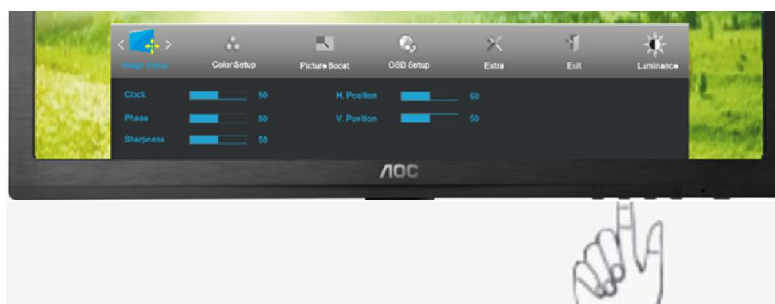 < >
Image Setup Color Setup Picture Boost OSD Setup Extra Exit Luminance
Clock 50 H. Position 50
Phase 50 V. Position 50
Sharpness 50
AOC